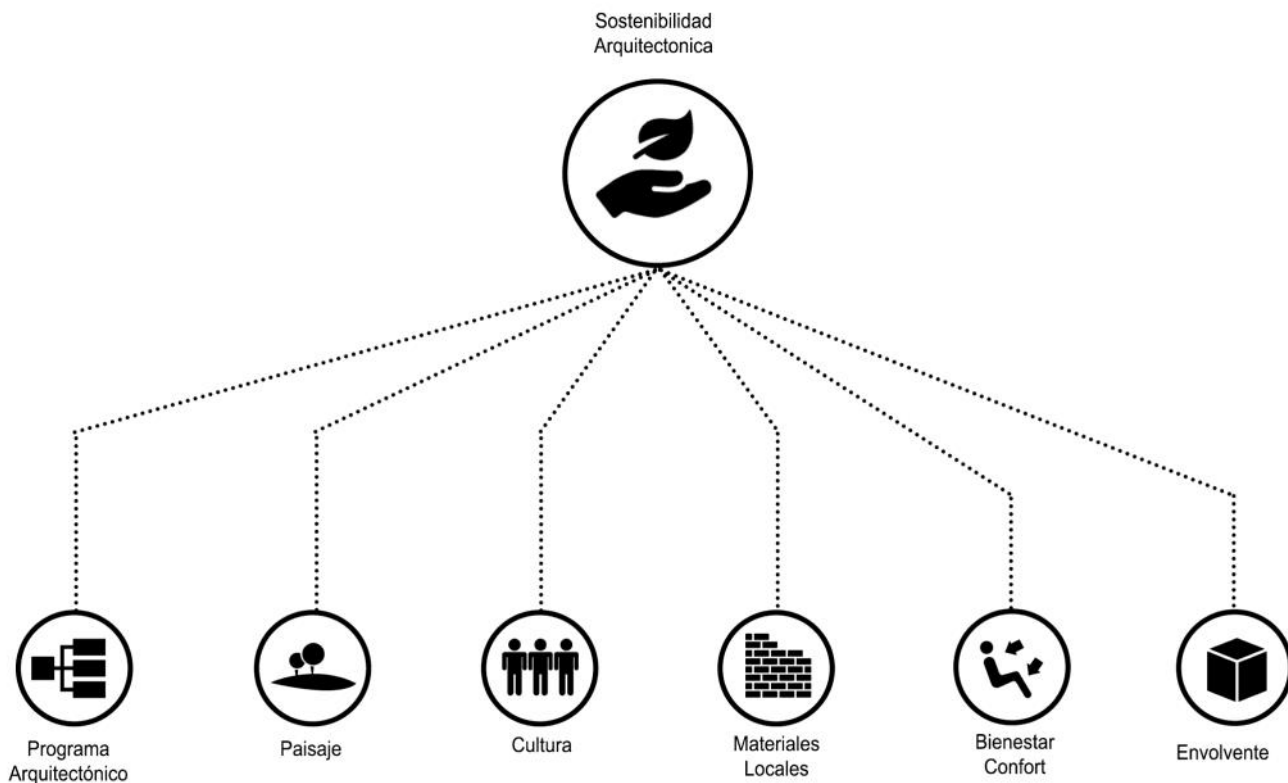 Sostenibilidad
Arquitectonica
Programa
Arquitectónico
Paisaje
Cultura
Materiales
Locales
Bienestar
Confort
Envolvente